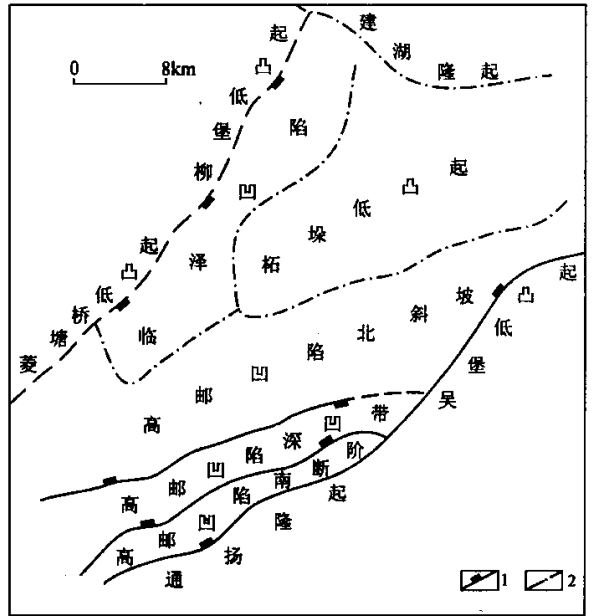 建湖隆起
0 8km
柳堡低凸起
临泽凹陷
柘垛低凸起
菱塘桥低凸起
高邮凹陷北斜坡
吴堡低凸起
高邮凹陷深凹带
高邮凹陷南断阶
通扬隆起
1
2